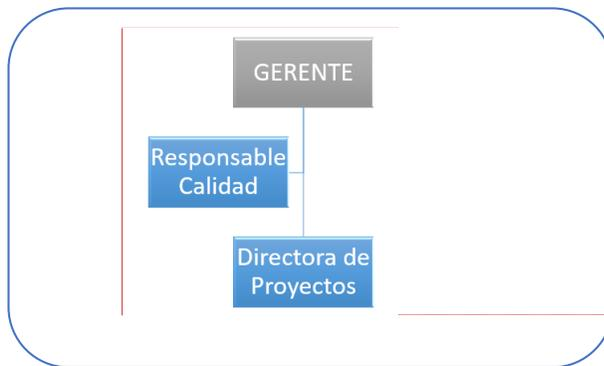 GERENTE
Responsable
Calidad
Directora de
Proyectos